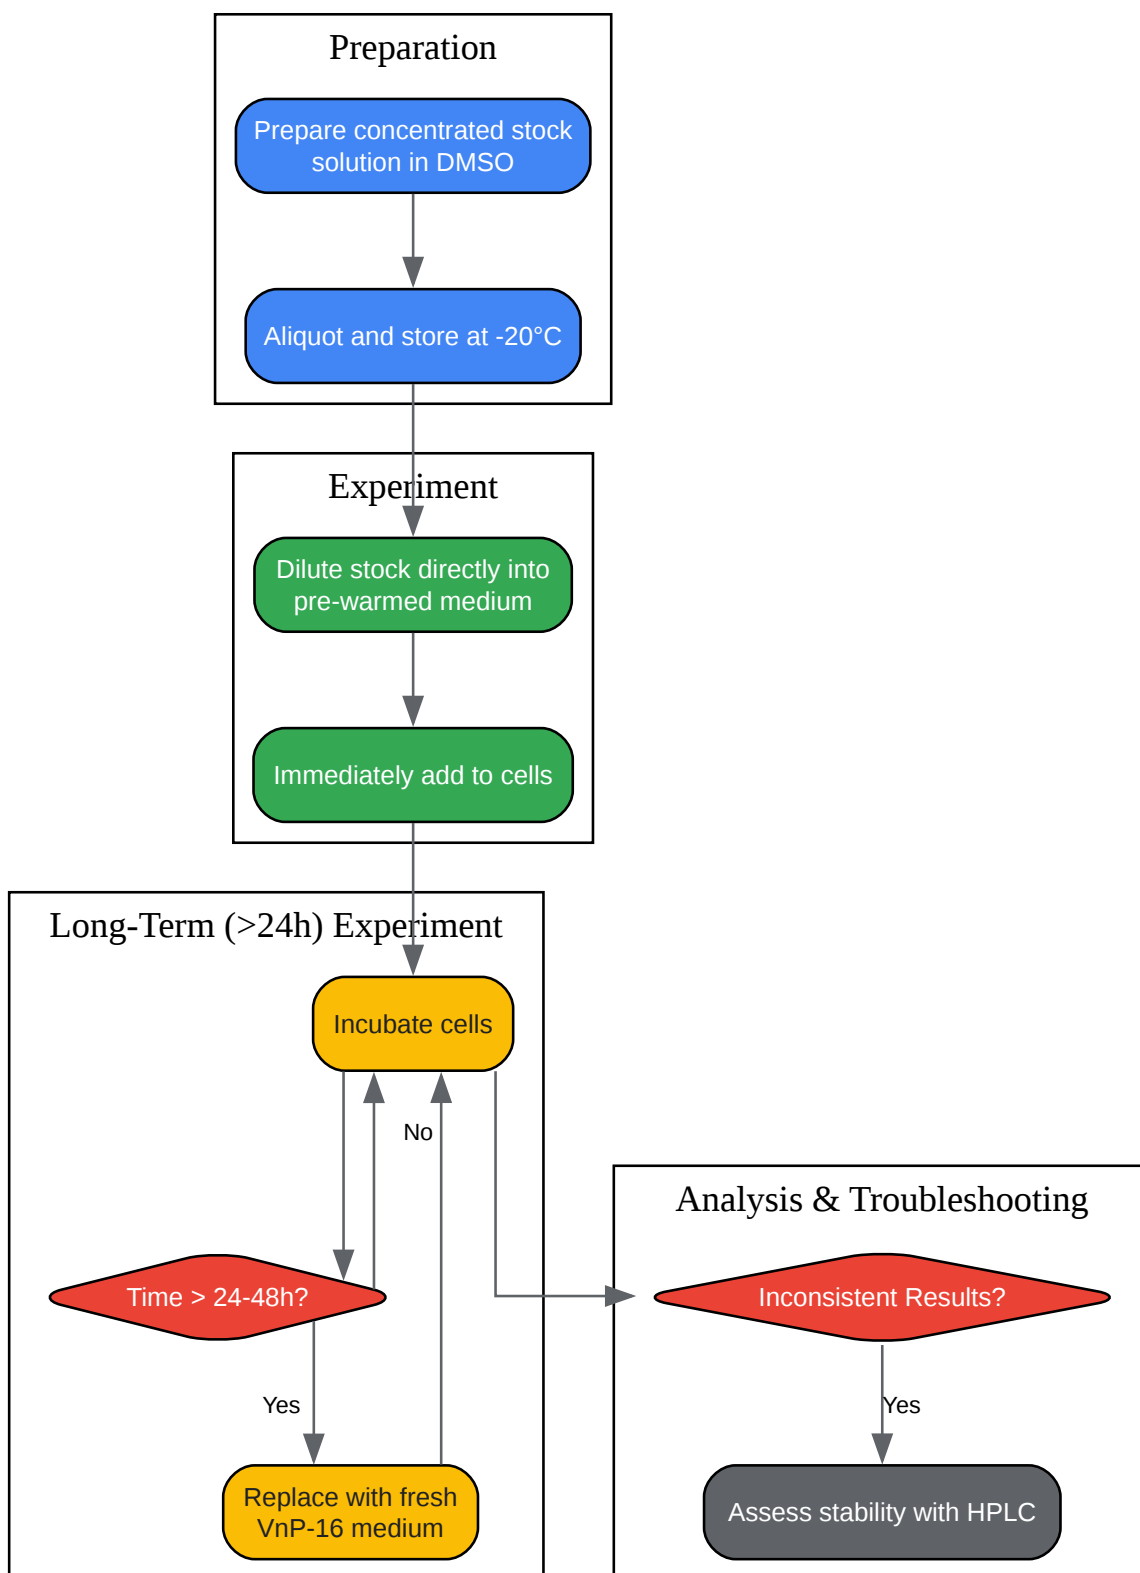 Preparation
Prepare concentrated stock
solution in DMSO
Aliquot and store at -20°C
Experiment
Dilute stock directly into
pre-warmed medium
Immediately add to cells
Long-Term (>24h) Experiment
Incubate cells
No
Time > 24-48h?
Yes
Replace with fresh
VnP-16 medium
Analysis & Troubleshooting
Inconsistent Results?
Yes
Assess stability with HPLC